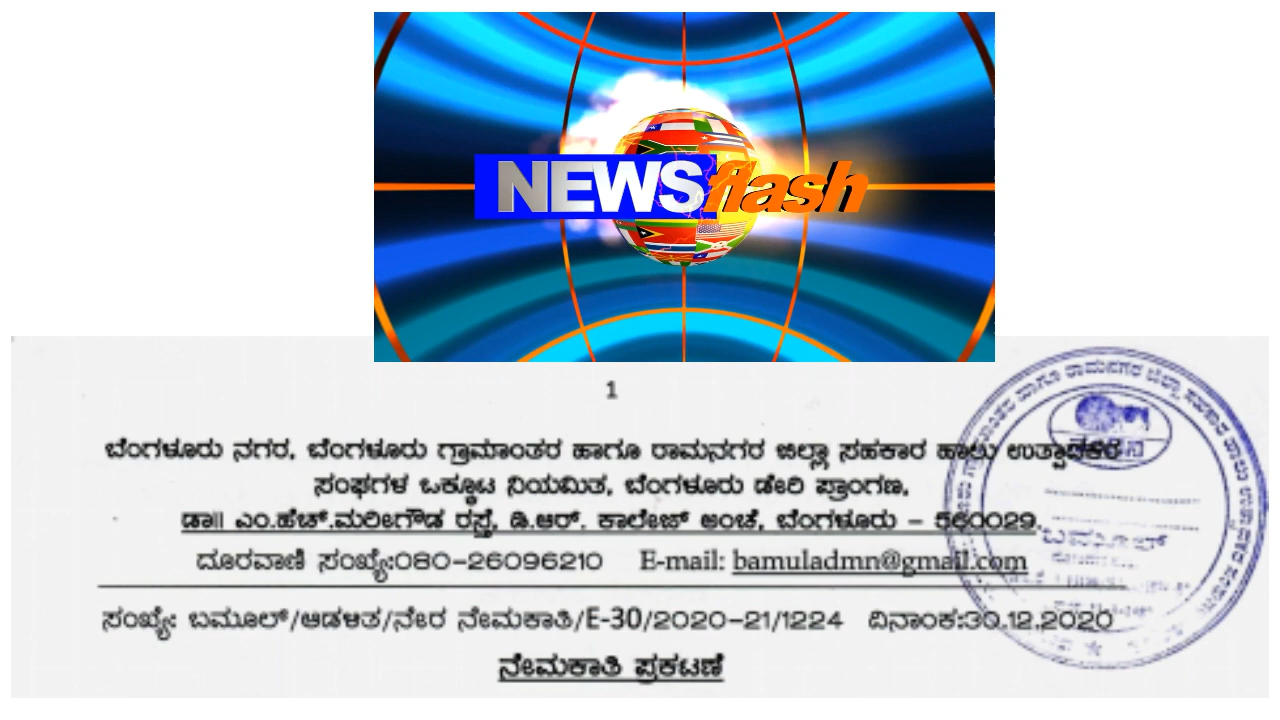 NEWSflash
1
ಬೆಂಗಳೂರು ನಗರ, ಬೆಂಗಳೂರು ಗ್ರಾಮಾಂತರ ಹಾಗೂ ರಾಮನಗರ ಜಿಲ್ಲಾ ಸಹಕಾರ ಹಾಲು ಉತ್ಪಾದಕರ
ಸಂಘಗಳ ಒಕ್ಕೂಟ ನಿಯಮಿತ, ಬೆಂಗಳೂರು ಡೇರಿ ಪ್ರಾಂಗಣ,
ಡಾ|| ಎಂ.ಹೆಚ್.ಮರೀಗೌಡ ರಸ್ತೆ, ಡಿ.ಆರ್. ಕಾಲೇಜ್ ಅಂಚೆ, ಬೆಂಗಳೂರು – 560029.
ದೂರವಾಣಿ ಸಂಖ್ಯೆ:080-26096210 E-mail: bamuladmn@gmail.com
ಸಂಖ್ಯೆ: ಬಮೂಲ್/ಆಡಳಿತ/ನೇರ ನೇಮಕಾತಿ/E-30/2020-21/1224 ದಿನಾಂಕ:30.12.2020
ನೇಮಕಾತಿ ಪ್ರಕಟಣೆ